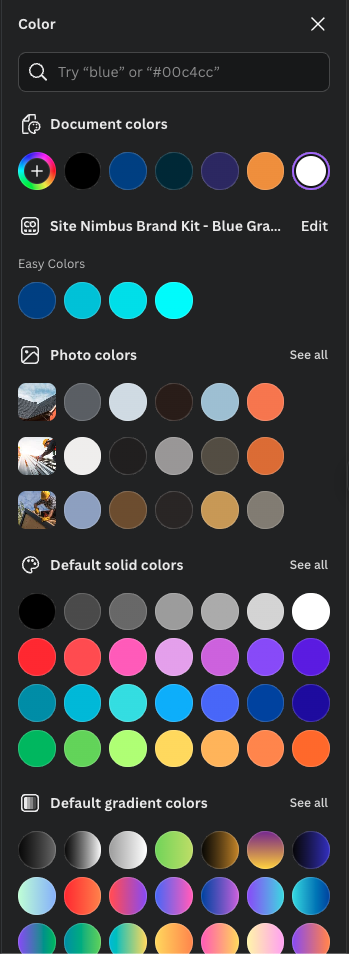 Color
Try “blue” or “#00c4cc”
Document colors
Site Nimbus Brand Kit - Blue Gra... Edit
Easy Colors
Photo colors See all
Default solid colors See all
Default gradient colors See all